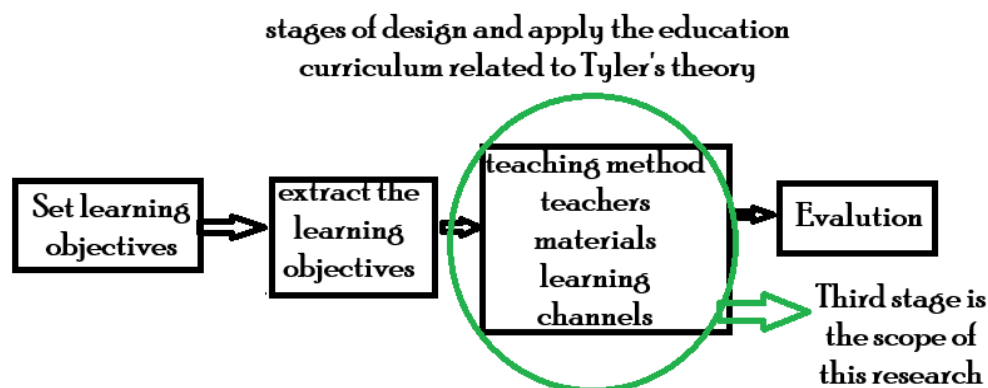 stages of design and apply the education
curriculum related to Tyler's theory
Set learning
objectives
extract the
learning
objectives
teaching method
teachers
materials
learning
channels
Evalution
Third stage is
the scope of
this research